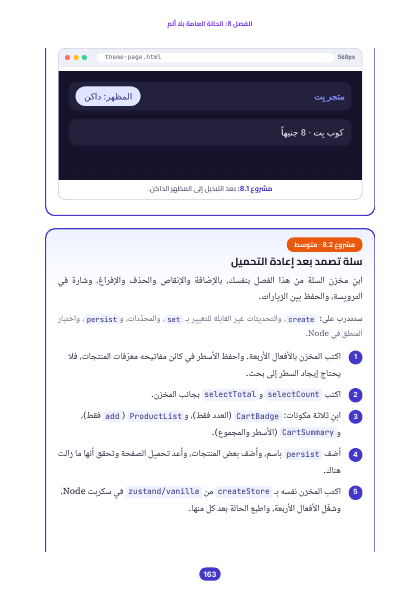 الفصل 8: الحالة العامة بلا ألم
theme-page.html
560px
متجر بِت
المظهر: داكن
كوب بِت · 8 جنيهاً
مشروع 8.1: بعد التبديل إلى المظهر الداكن.
مشروع 8.2 · متوسط
سلة تصمد بعد إعادة التحميل
ابنِ مخزن السلة من هذا الفصل بنفسك، بالإضافة والإنقاص والحذف والإفراغ، وشارة في
الترويسة، والحفظ بين الزيارات.
ستتدرب على: create، والتحديثات غير القابلة للتغيير بـ set، والمحدّدات، و persist، واختبار
المنطق في Node.
1 اكتب المخزن بالأفعال الأربعة. واحفظ الأسطر في كائن مفاتيحه معرّفات المنتجات، فلا
يحتاج إيجاد السطر إلى بحث.
2 اكتب selectCount و selectTotal بجانب المخزن.
3 ابنِ ثلاثة مكونات: CartBadge (العدد فقط)، و ProductList ( add فقط)،
و CartSummary (الأسطر والمجموع).
4 أضف persist باسم، وأضف بعض المنتجات، وأعد تحميل الصفحة وتحقق أنها ما زالت
هناك.
5 اكتب المخزن نفسه بـ createStore من zustand/vanilla في سكربت Node،
وشغّل الأفعال الأربعة، واطبع الحالة بعد كل منها.
163